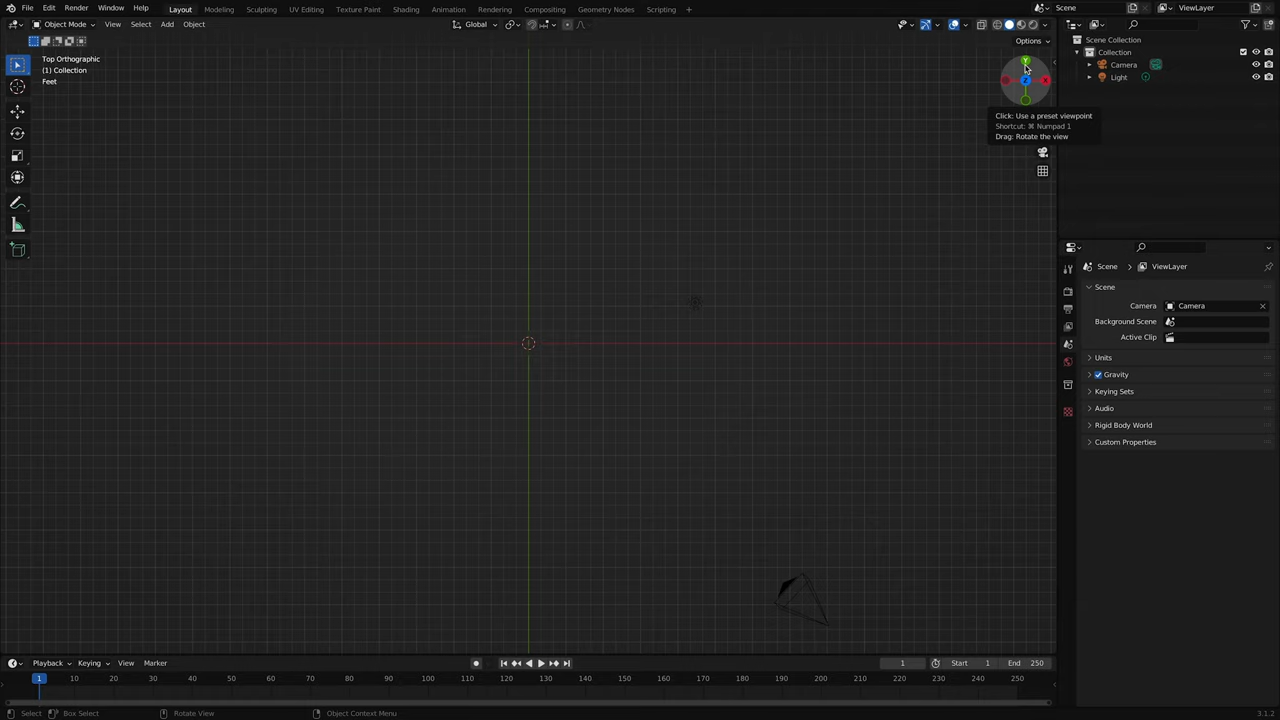 File Edit Render Window Help Layout Modeling Sculpting UV Editing Texture Paint Shading Animation Rendering Compositing Geometry Nodes Scripting Scene ViewLayer
Object Mode View Select Add Object Global
Options
Top Orthographic
(1) Collection
Feet
Y
X
Z
Click: Use a preset viewpoint
Shortcut: ⌘ Numpad 1
Drag: Rotate the view
Scene Collection
Collection
Camera
Light
Scene ViewLayer
Scene
Camera Camera
Background Scene
Active Clip
Units
Gravity
Keying Sets
Audio
Rigid Body World
Custom Properties
Playback Keying View Marker 1 Start 1 End 250
1 10 20 30 40 50 60 70 80 90 100 110 120 130 140 150 160 170 180 190 200 210 220 230 240 250
Select Box Select Rotate View Object Context Menu 3.1.2